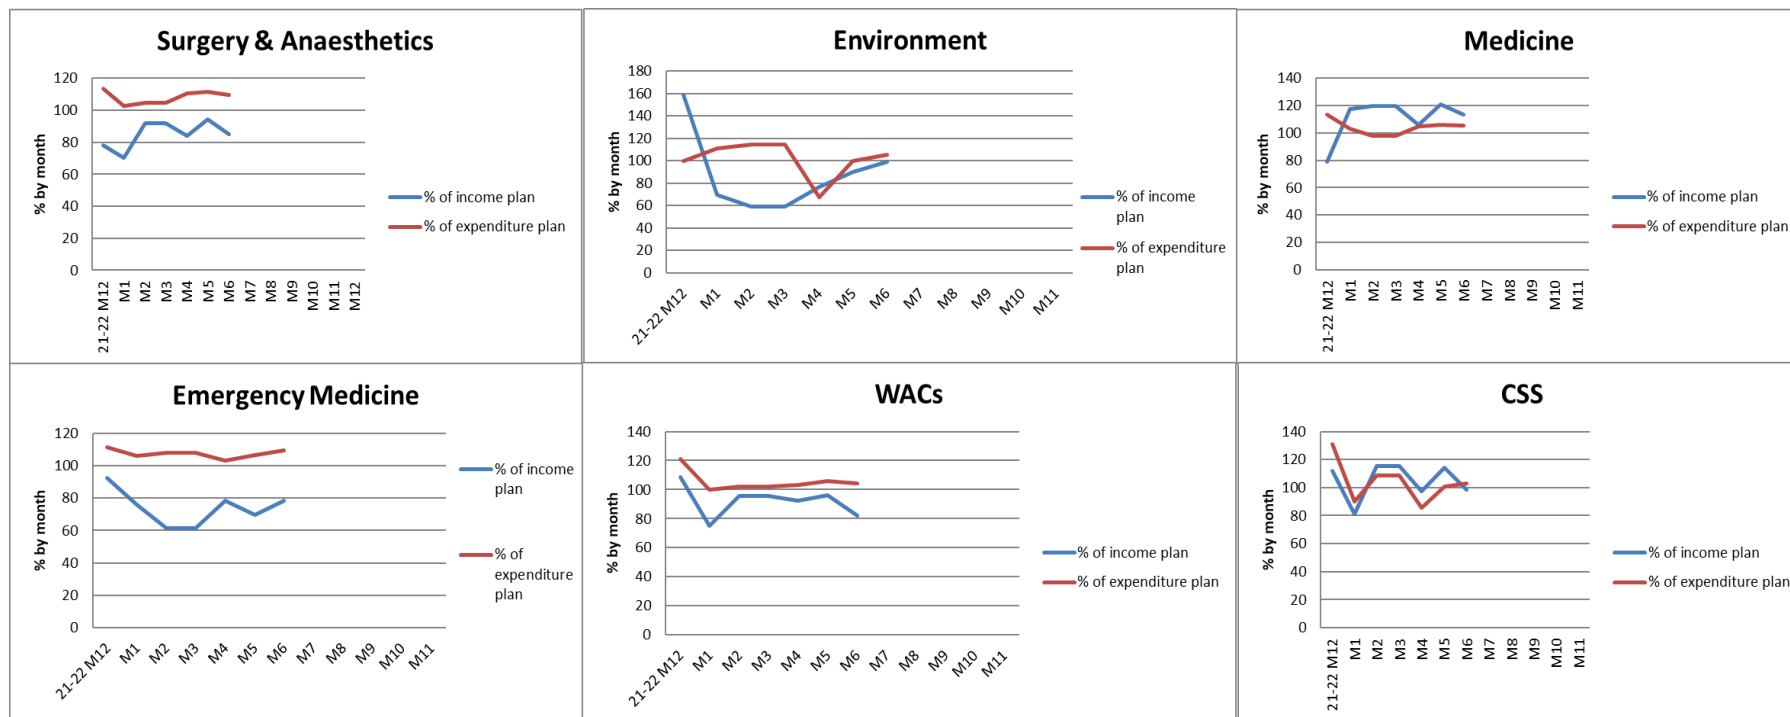 Surgery & Anaesthetics
120
100
80
60
40
20
0
% by month
21-22 M12
M1
M2
M3
M4
M5
M6
M7
M8
M9
M10
M11
M12
% of income plan
% of expenditure plan
Environment
180
160
140
120
100
80
60
40
20
0
% by month
21-22 M12
M1
M2
M3
M4
M5
M6
M7
M8
M9
M10
M11
% of income
plan
% of expenditure
plan
Medicine
140
120
100
80
60
40
20
0
% by month
21-22 M12
M1
M2
M3
M4
M5
M6
M7
M8
M9
M10
M11
% of income plan
% of expenditure plan
Emergency Medicine
120
100
80
60
40
20
0
% by month
21-22 M12
M1
M2
M3
M4
M5
M6
M7
M8
M9
M10
M11
% of income
plan
% of
expenditure
plan
WACs
140
120
100
80
60
40
20
0
% by month
21-22 M12
M1
M2
M3
M4
M5
M6
M7
M8
M9
M10
M11
% of income plan
% of expenditure plan
CSS
140
120
100
80
60
40
20
0
% by month
21-22 M12
M1
M2
M3
M4
M5
M6
M7
M8
M9
M10
M11
% of income plan
% of expenditure plan